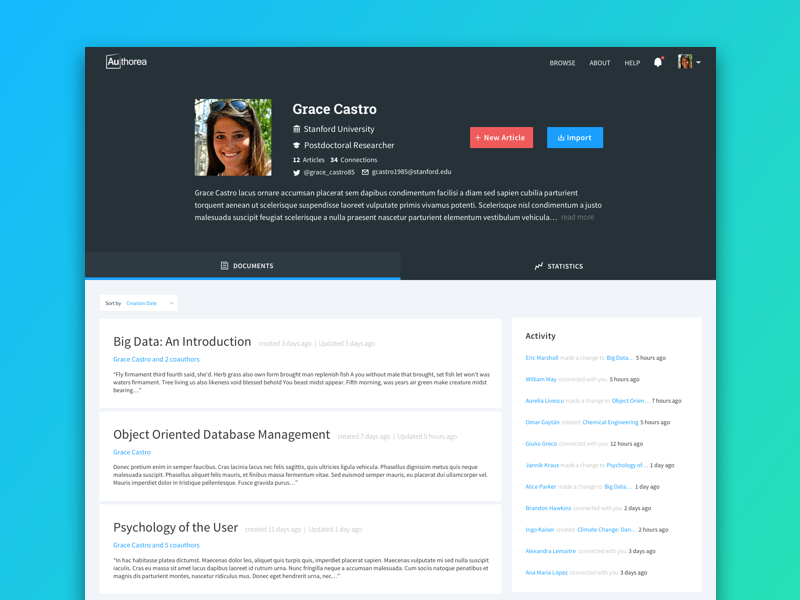 Authorea
BROWSE ABOUT HELP
Grace Castro
Stanford University
Postdoctoral Researcher
12 Articles 34 Connections
@grace_castro85 gcastro1985@stanford.edu
+ New Article
Import
Grace Castro lacus ornare accumsan placerat sem dapibus condimentum facilisi a diam sed sapien cubilia parturient
torquent aenean ut scelerisque suspendisse laoreet vulputate primis vivamus potenti. Scelerisque nisl condimentum a justo
malesuada suscipit feugiat scelerisque a nulla praesent nascetur parturient elementum vestibulum vehicula… read more
DOCUMENTS
STATISTICS
Sort by Creation Date
Big Data: An Introduction created 5 days ago | Updated 3 days ago
Grace Castro and 2 coauthors
"Fly firmament third fourth said, she'd. Herb grass also own form brought man replenish fish A you without male that brought, set fish let won't was
waters firmament. Tree living us also likeness void blessed behold You beast midst appear. Fifth morning, was years air green make creature midst
bearing…"
Object Oriented Database Management created 7 days ago | Updated 5 hours ago
Grace Castro
Donec pretium enim in semper faucibus. Cras lacinia lacus nec felis sagittis, quis ultricies ligula vehicula. Phasellus dignissim metus quis neque
malesuada suscipit. Phasellus aliquet felis mauris, et finibus massa fermentum vitae. Sed euismod semper mauris, eu placerat dui ullamcorper vel.
Mauris imperdiet dolor in tristique pellentesque. Fusce gravida purus…"
Psychology of the User created 11 days ago | Updated 1 day ago
Grace Castro and 5 coauthors
"In hac habitasse platea dictumst. Maecenas dolor leo, aliquet quis turpis quis, imperdiet placerat sapien. Maecenas vulputate mi sed nulla suscipit
iaculis. Cras eu massa sit amet lacus dapibus laoreet id rutrum urna. Nunc fringilla neque a accumsan malesuada. Cum sociis natoque penatibus et
magnis dis parturient montes, nascetur ridiculus mus. Donec eget hendrerit urna, nec…"
Activity
Eric Marshall made a change to Big Data… 5 hours ago
William May connected with you 5 hours ago
Aurelia Livescu made a change to Object Orien… 7 hours ago
Omar Gaytán created Chemical Engineering 5 hours ago
Giulio Greco connected with you 12 hours ago
Jannik Kraus made a change to Psychology of… 1 day ago
Alice Parker made a change to Big Data… 1 day ago
Brandon Hawkins connected with you 2 days ago
Ingo Kaiser created Climate Change: Dan… 2 hours ago
Alexandra Lemaitre connected with you 3 days ago
Ana María López connected with you 3 days ago